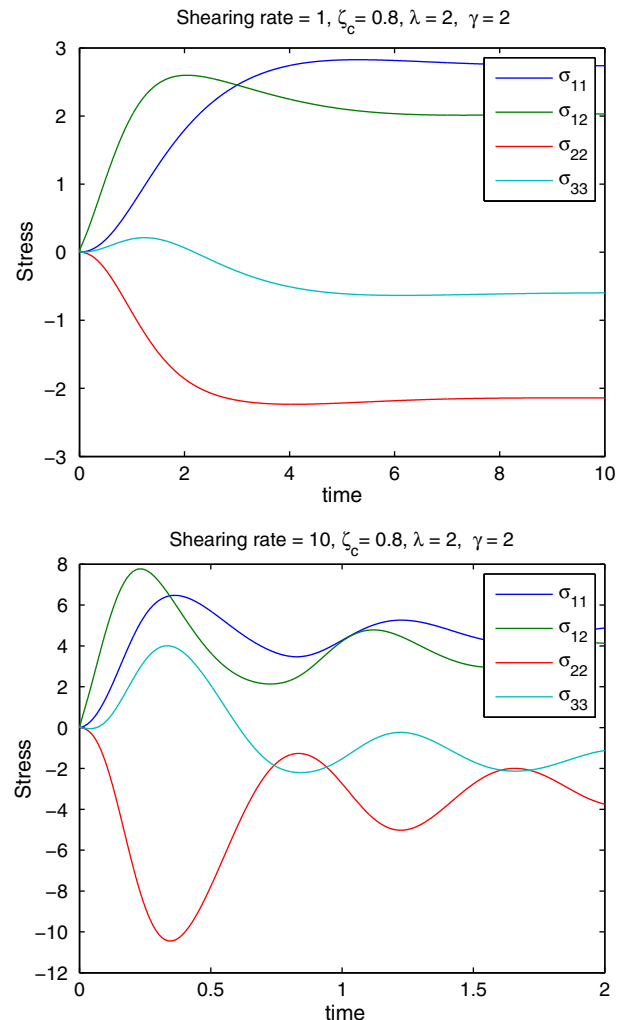 Shearing rate = 1, ζc= 0.8, λ = 2, γ = 2
3
2
1
0
−1
−2
−3
Stress
σ11
σ12
σ22
σ33
0
2
4
6
8
10
time
Shearing rate = 10, ζc= 0.8, λ = 2, γ = 2
8
6
4
2
0
−2
−4
−6
−8
−10
−12
Stress
σ11
σ12
σ22
σ33
0
0.5
1
1.5
2
time